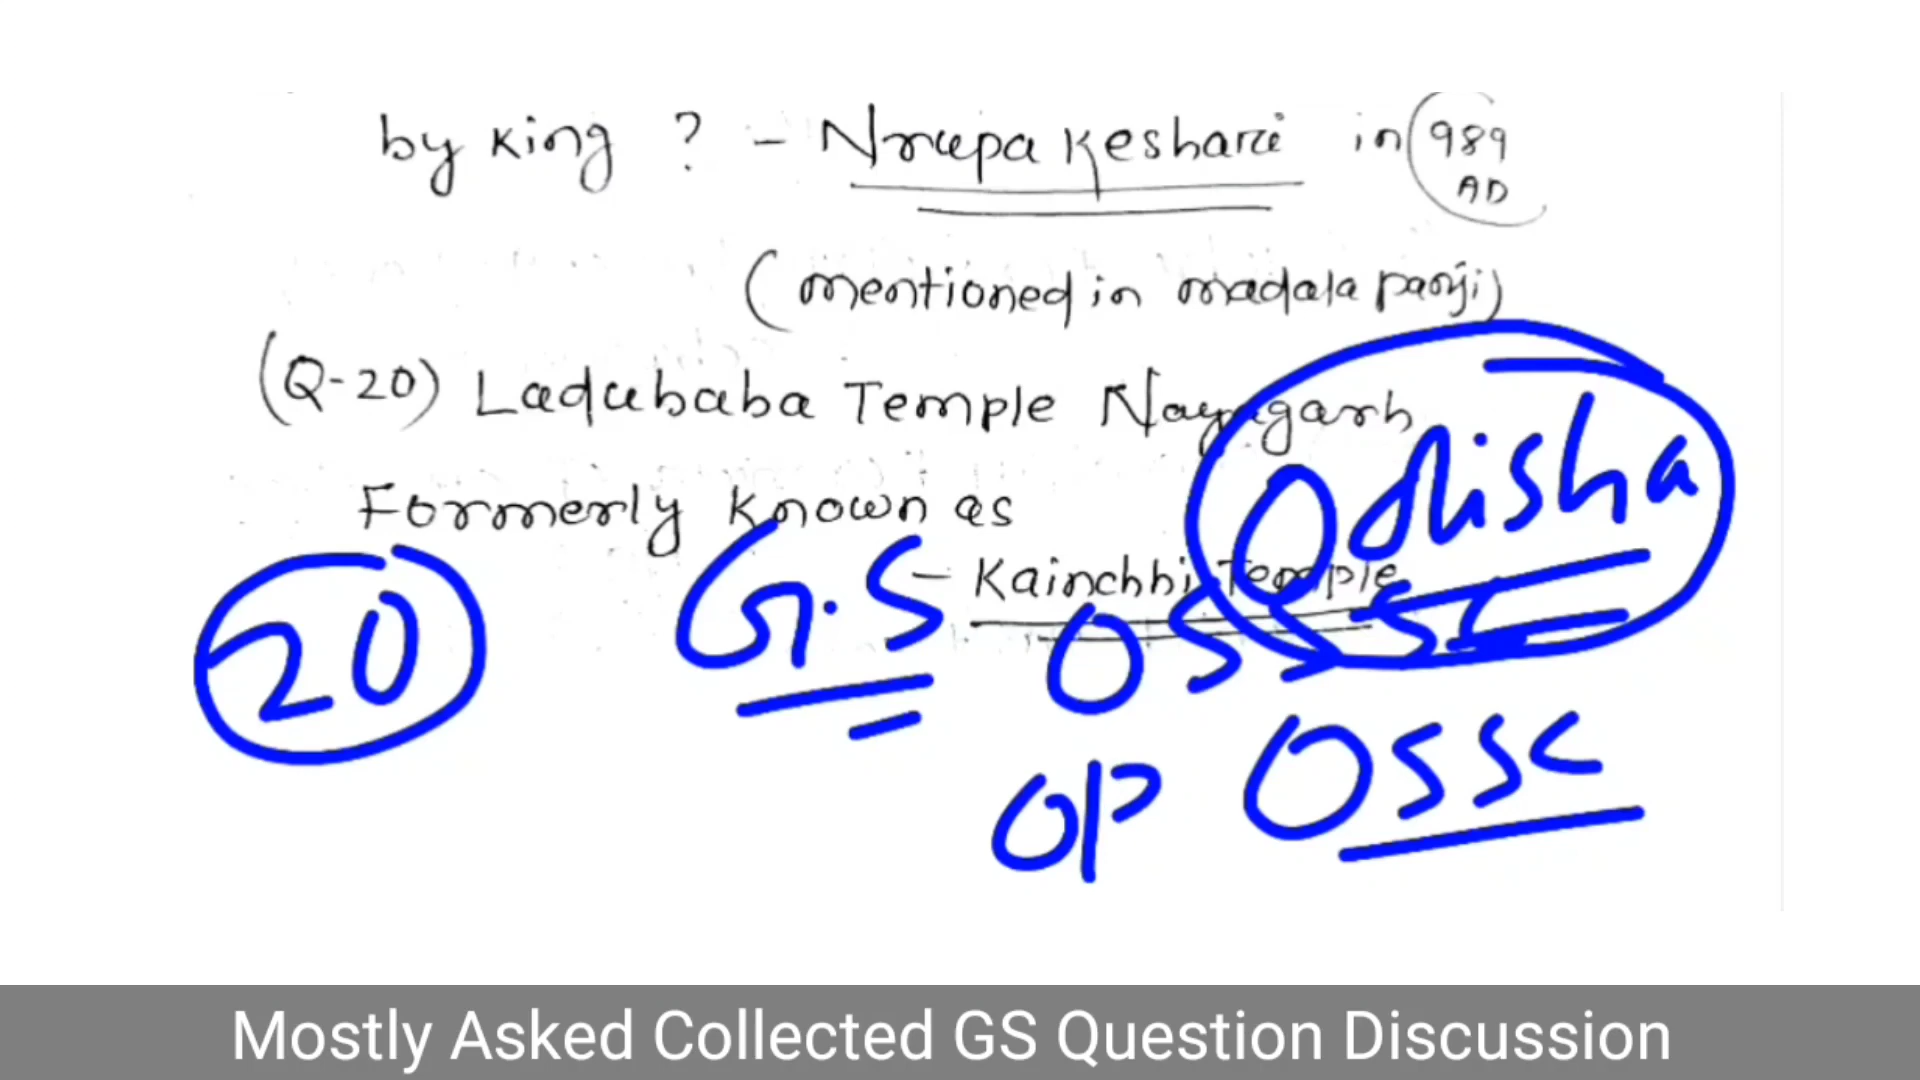 by King ? - Nrupa Keshari in 989
AD
(mentioned in madala panji)
(Q-20) Ladubaba Temple Nayagarh
Formerly Known as
- Kainchhi Temple
Odisha
20 G.S OSSSC
OP OSSC
Mostly Asked Collected GS Question Discussion